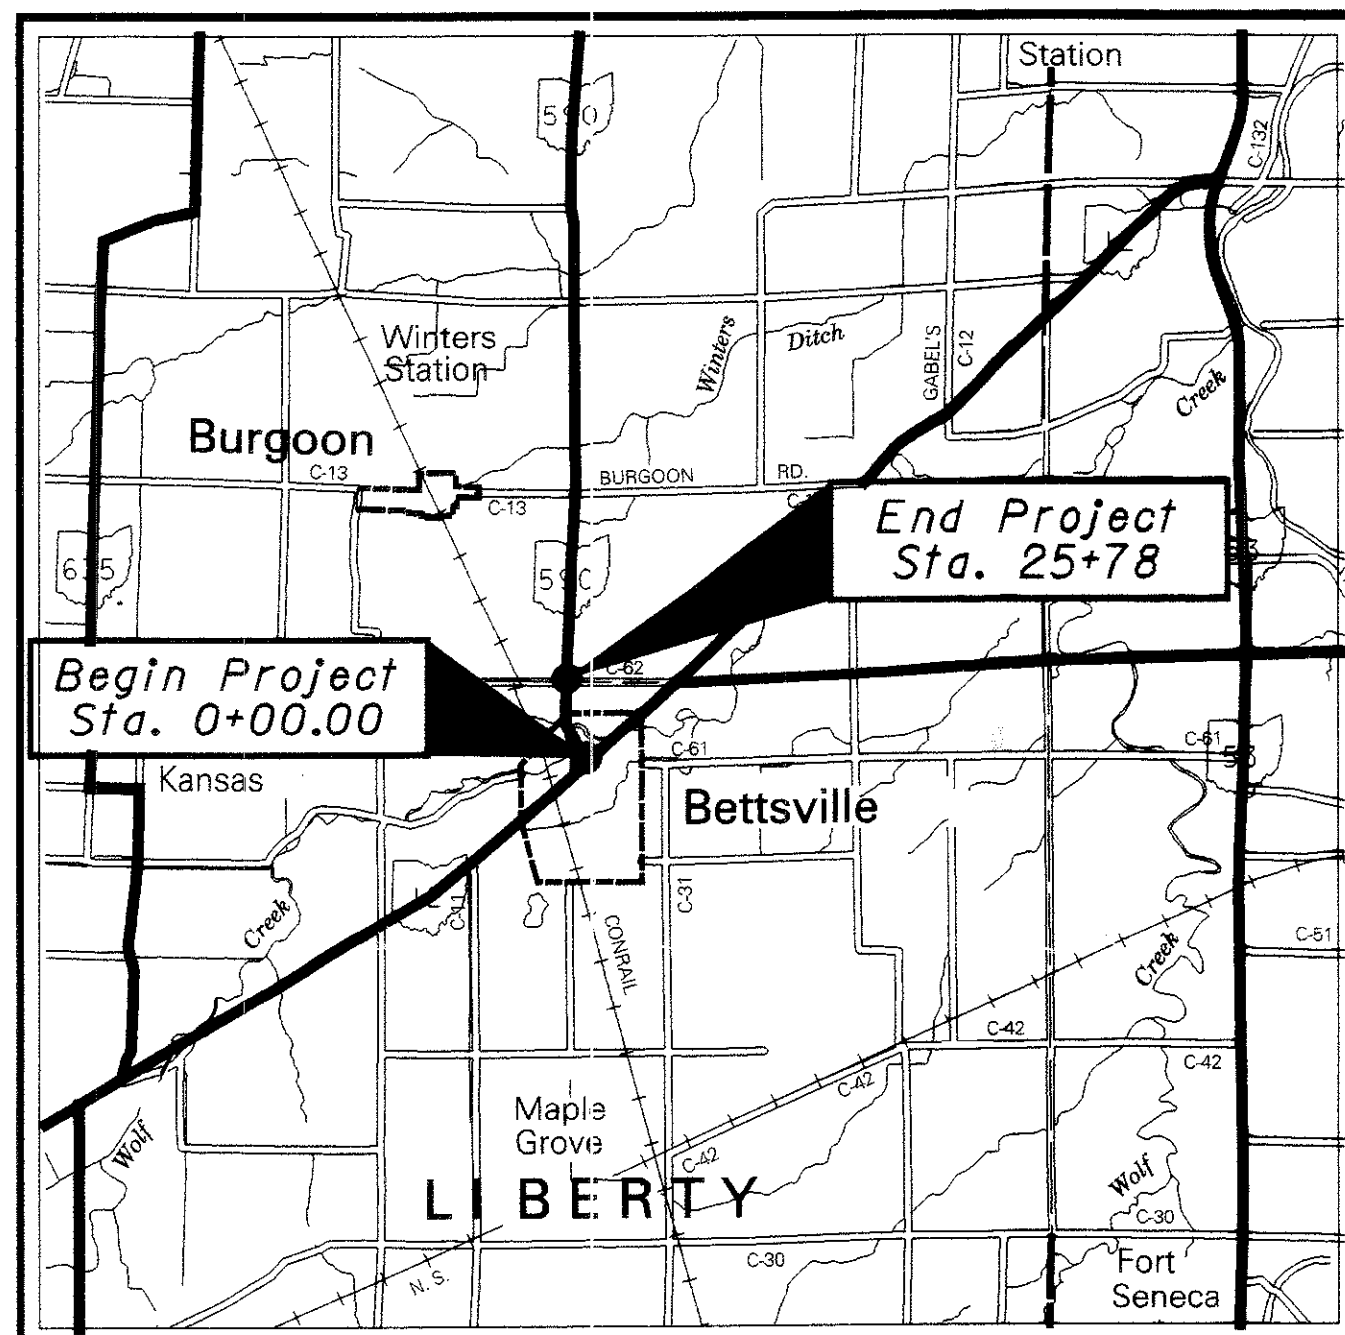 Station
590
C-132
Winters
Station
Winters
Ditch
GABEL'S
C-12
Creek
Burgoon
C-13
BURGOON
RD.
C-13
End Project
Sta. 25+78
635
590
C-62
Begin Project
Sta. 0+00.00
Kansas
C-61
C-61
53
Bettsville
C-11
C-31
Creek
CONRAIL
Creek
C-51
C-42
C-42
C-42
Maple
Grove
C-42
Wolf
Wolf
LIBERTY
C-30
C-30
N. S.
Fort
Seneca